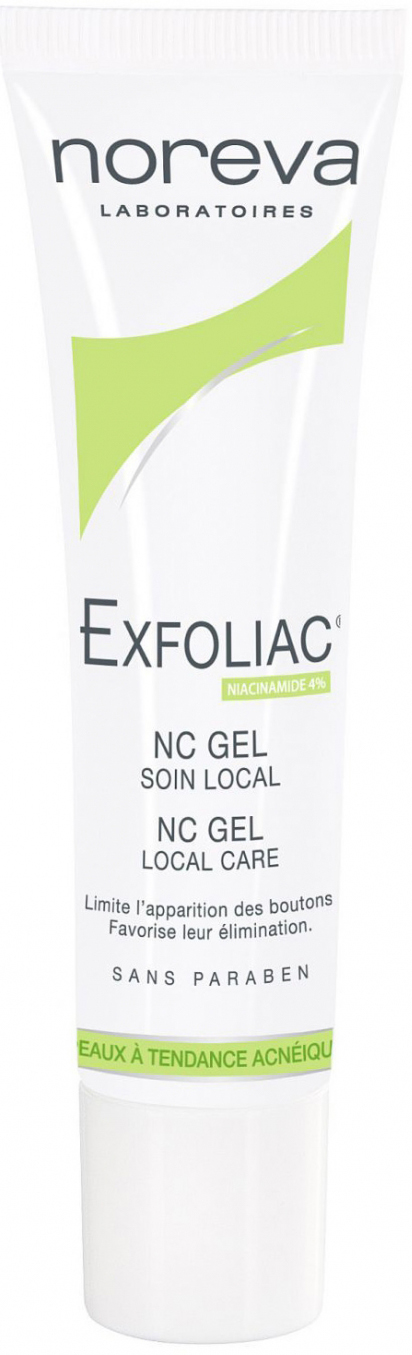 noreva
LABORATOIRES
EXFOLIAC®
NIACINAMIDE 4%
NC GEL
SOIN LOCAL
NC GEL
LOCAL CARE
Limite l'apparition des boutons
Favorise leur élimination.
SANS PARABEN
EAUX À TENDANCE ACNÉIQU